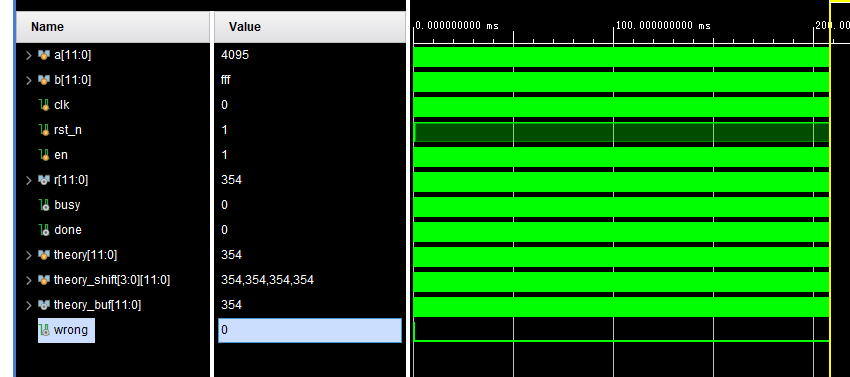 Name Value
0.000000000 ms 100.000000000 ms 200.
a[11:0] 4095
b[11:0] fff
clk 0
rst_n 1
en 1
r[11:0] 354
busy 0
done 0
theory[11:0] 354
theory_shift[3:0][11:0] 354,354,354,354
theory_buf[11:0] 354
wrong 0